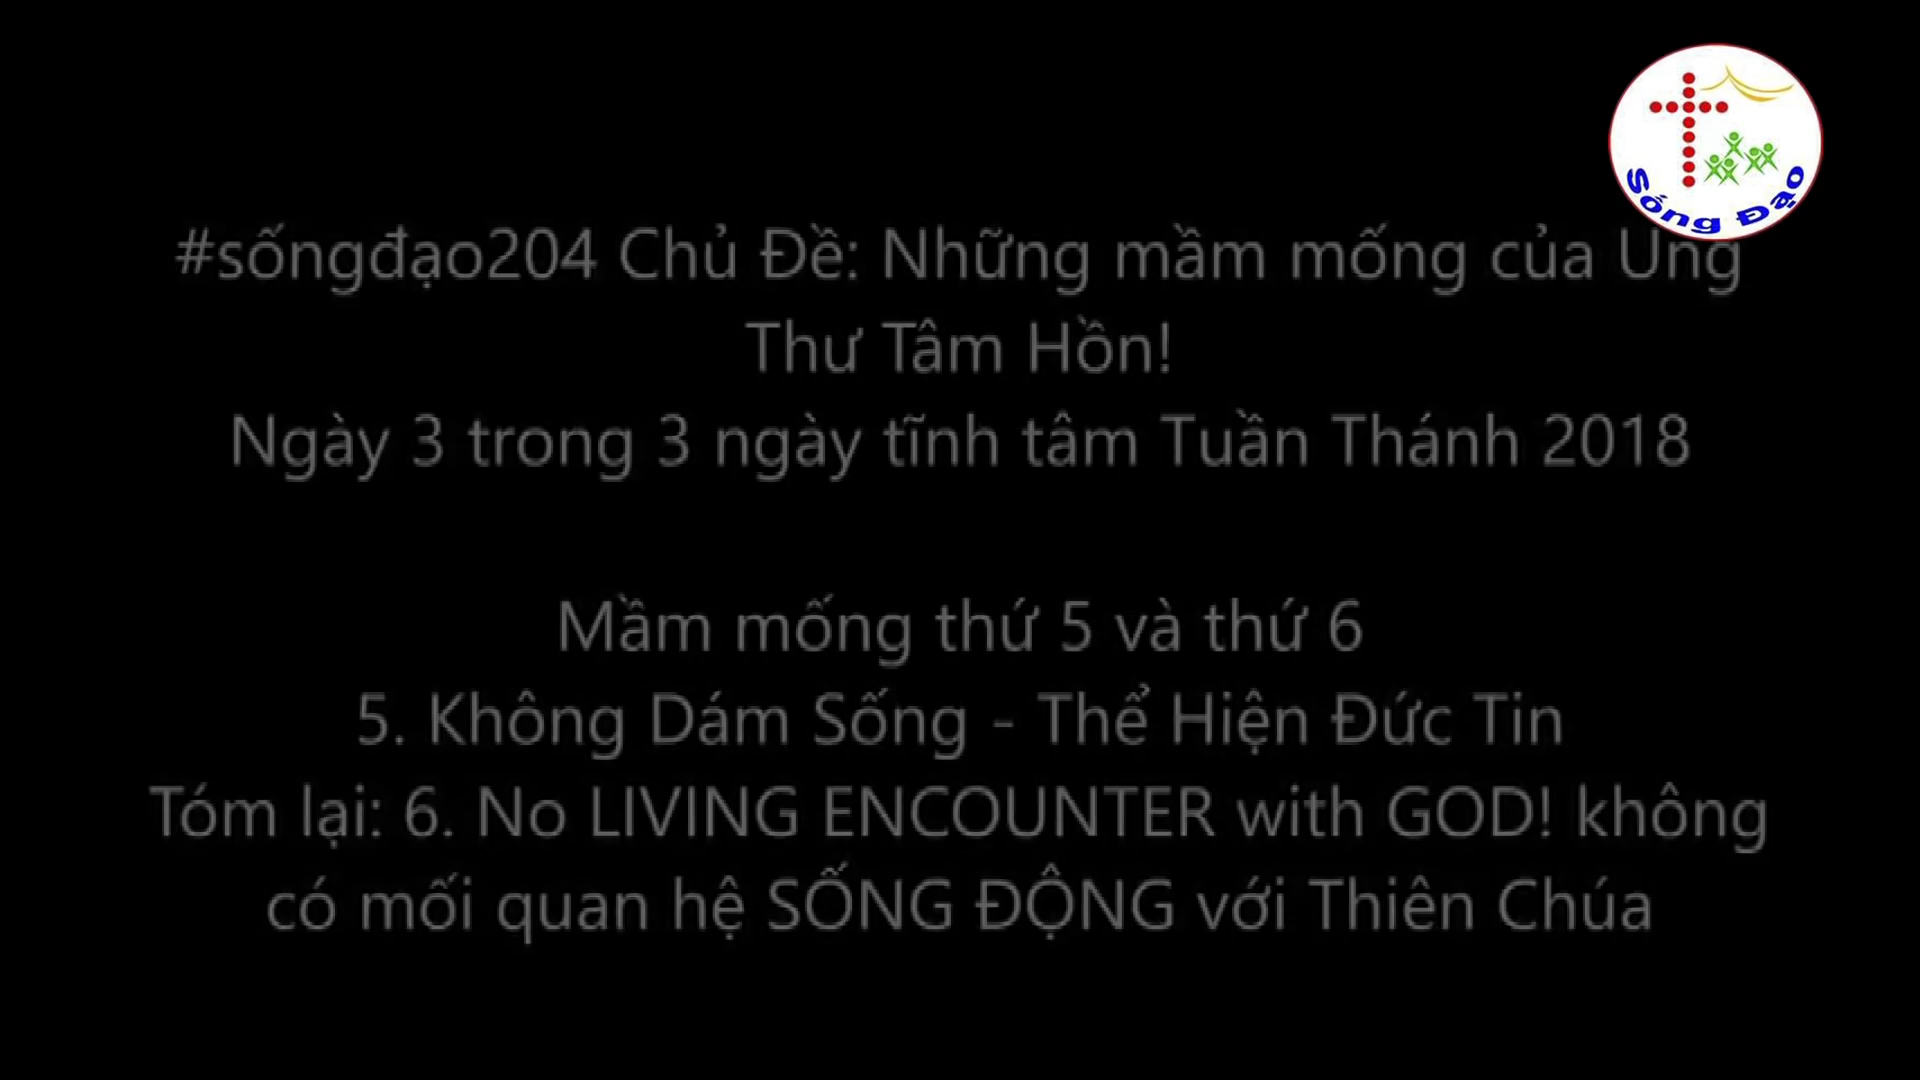 Sống Đạo
#sốngđạo204 Chủ Đề: Những mầm mống của Ung
Thư Tâm Hồn!
Ngày 3 trong 3 ngày tĩnh tâm Tuần Thánh 2018
Mầm mống thứ 5 và thứ 6
5. Không Dám Sống - Thể Hiện Đức Tin
Tóm lại: 6. No LIVING ENCOUNTER with GOD! không
có mối quan hệ SỐNG ĐỘNG với Thiên Chúa